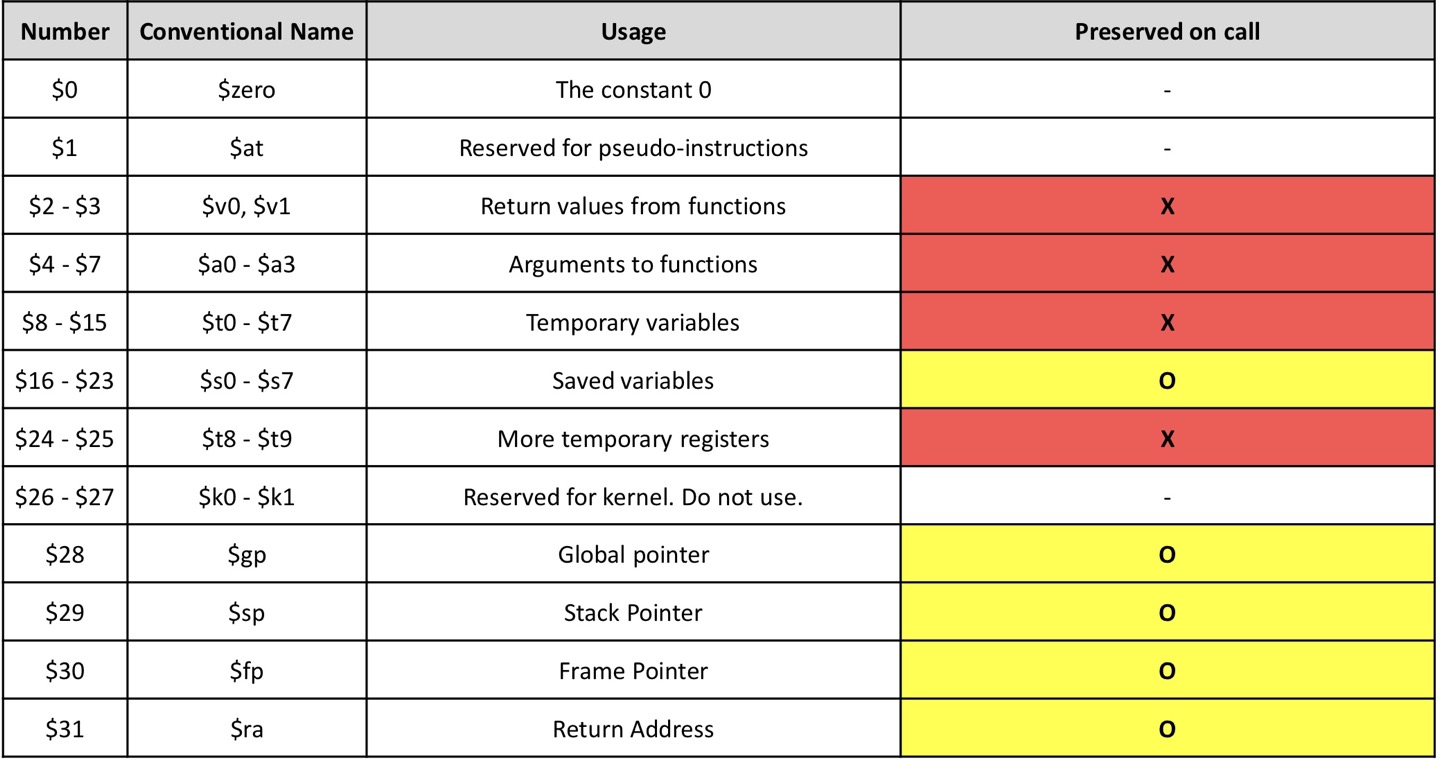 Number Conventional Name Usage Preserved on call
$0 $zero The constant 0 -
$1 $at Reserved for pseudo-instructions -
$2 - $3 $v0, $v1 Return values from functions X
$4 - $7 $a0 - $a3 Arguments to functions X
$8 - $15 $t0 - $t7 Temporary variables X
$16 - $23 $s0 - $s7 Saved variables O
$24 - $25 $t8 - $t9 More temporary registers X
$26 - $27 $k0 - $k1 Reserved for kernel. Do not use. -
$28 $gp Global pointer O
$29 $sp Stack Pointer O
$30 $fp Frame Pointer O
$31 $ra Return Address O